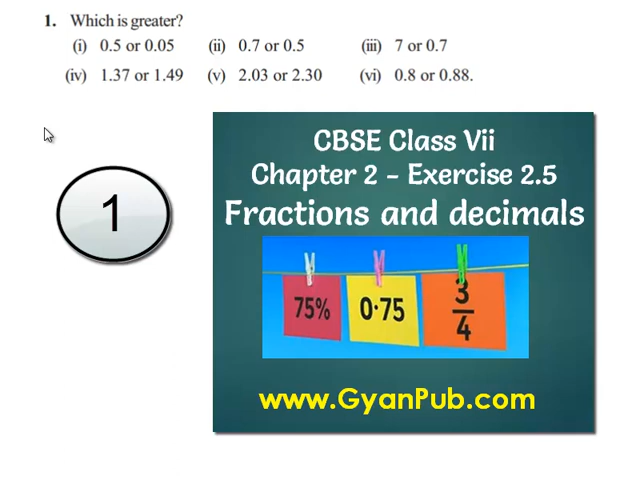 1. Which is greater?
(i) 0.5 or 0.05 (ii) 0.7 or 0.5 (iii) 7 or 0.7
(iv) 1.37 or 1.49 (v) 2.03 or 2.30 (vi) 0.8 or 0.88.
1
CBSE Class Vii
Chapter 2 - Exercise 2.5
Fractions and decimals
75% 0·75 3/4
www.GyanPub.com